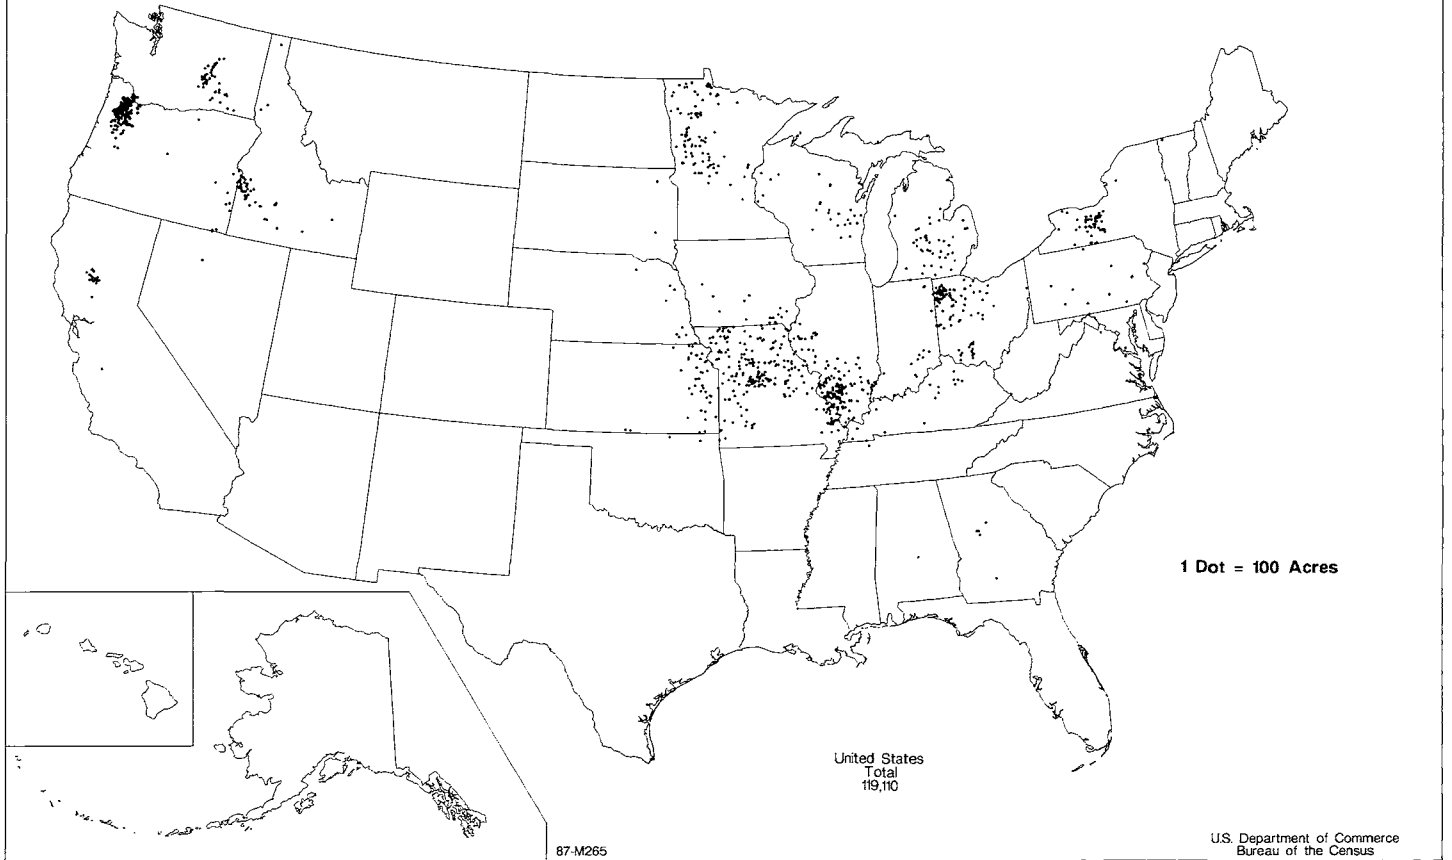 1 Dot = 100 Acres
United States
Total
119,110
87-M265
U.S. Department of Commerce
Bureau of the Census